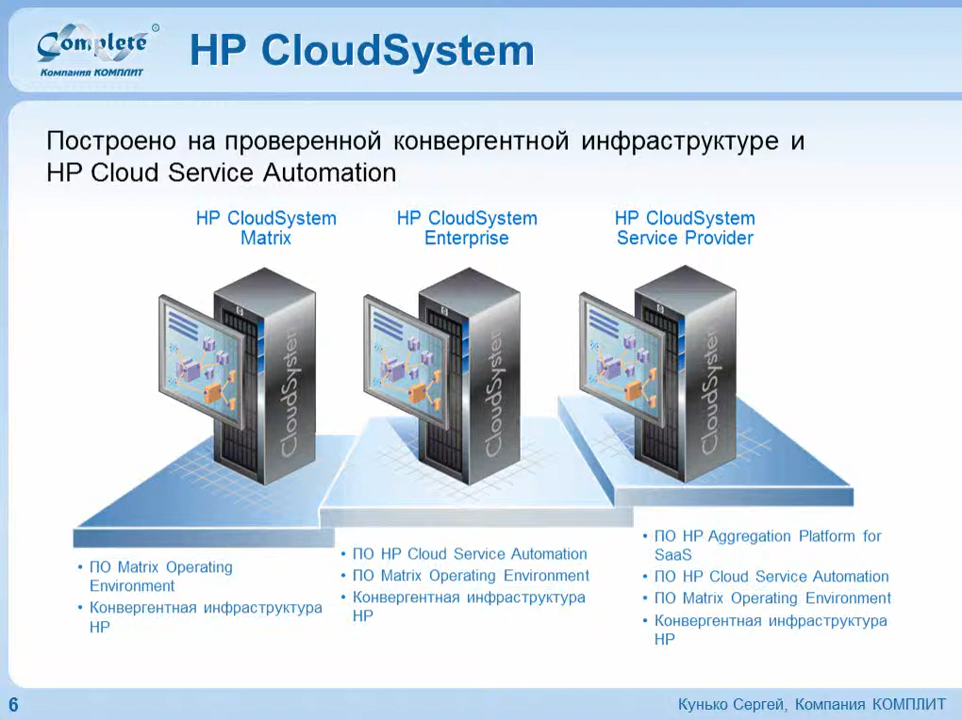 Complete
Компания КОМПЛИТ
HP CloudSystem
Построено на проверенной конвергентной инфраструктуре и
HP Cloud Service Automation
HP CloudSystem
Matrix
HP CloudSystem
Enterprise
HP CloudSystem
Service Provider
CloudSystem
CloudSystem
CloudSystem
• ПО Matrix Operating
Environment
• Конвергентная инфраструктура
HP
• ПО HP Cloud Service Automation
• ПО Matrix Operating Environment
• Конвергентная инфраструктура
HP
• ПО HP Aggregation Platform for
SaaS
• ПО HP Cloud Service Automation
• ПО Matrix Operating Environment
• Конвергентная инфраструктура
HP
6
Кунько Сергей, Компания КОМПЛИТ